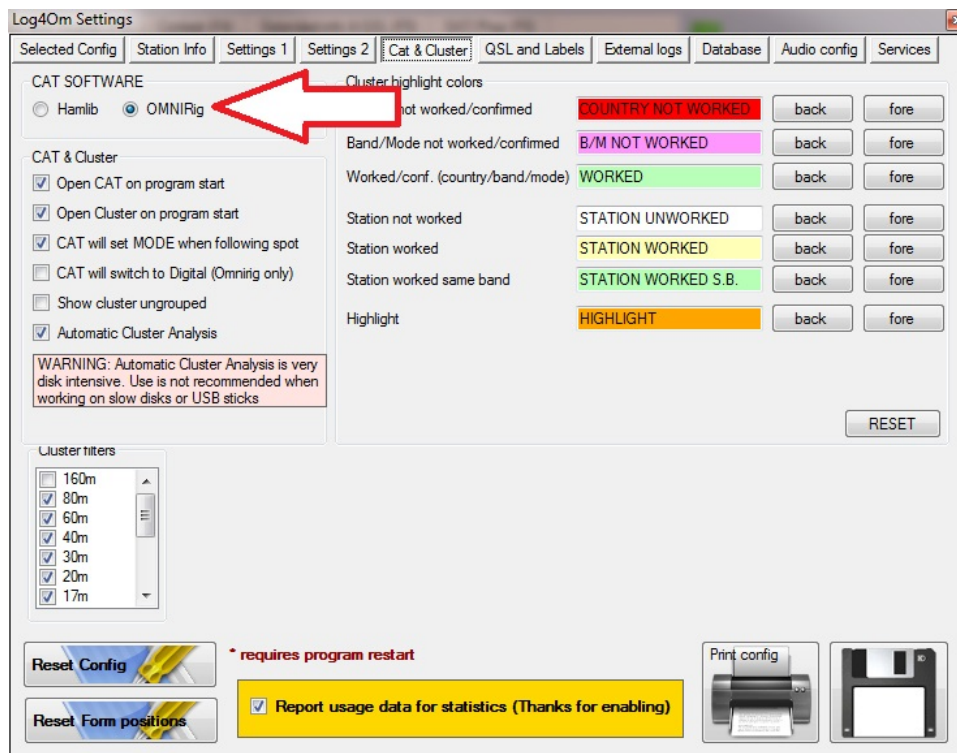 Log4Om Settings
Selected Config Station Info Settings 1 Settings 2 Cat & Cluster QSL and Labels External logs Database Audio config Services
CAT SOFTWARE
Hamlib OMNIRig
CAT & Cluster
Open CAT on program start
Open Cluster on program start
CAT will set MODE when following spot
CAT will switch to Digital (Omnirig only)
Show cluster ungrouped
Automatic Cluster Analysis
WARNING: Automatic Cluster Analysis is very
disk intensive. Use is not recommended when
working on slow disks or USB sticks
Cluster highlight colors
not worked/confirmed COUNTRY NOT WORKED back fore
Band/Mode not worked/confirmed B/M NOT WORKED back fore
Worked/conf. (country/band/mode) WORKED back fore
Station not worked STATION UNWORKED back fore
Station worked STATION WORKED back fore
Station worked same band STATION WORKED S.B. back fore
Highlight HIGHLIGHT back fore
RESET
Cluster filters
160m
80m
60m
40m
30m
20m
17m
Reset Config
Reset Form positions
* requires program restart
Report usage data for statistics (Thanks for enabling)
Print config